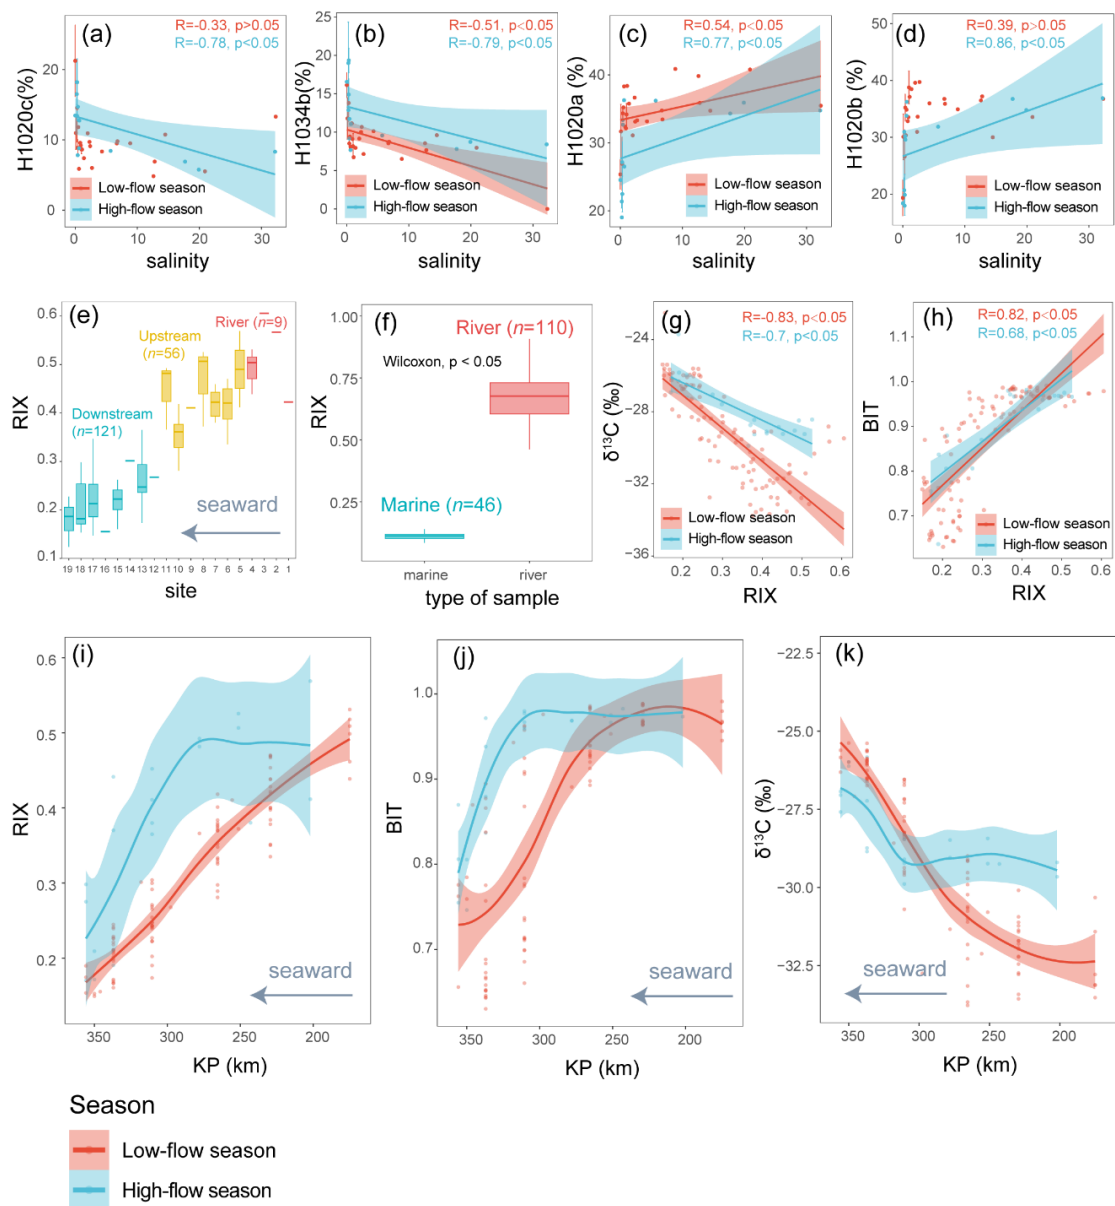 (a)
R=-0.33, p>0.05
R=-0.78, p<0.05
H1020c(%)
20
10
0
Low-flow season
High-flow season
0
10
20
30
salinity
(b)
R=-0.51, p<0.05
R=-0.79, p<0.05
H1034b(%)
25
20
15
10
5
0
Low-flow season
High-flow season
0
10
20
30
salinity
(c)
R=0.54, p<0.05
R=0.77, p<0.05
H1020a (%)
40
30
20
Low-flow season
High-flow season
0
10
20
30
salinity
(d)
R=0.39, p>0.05
R=0.86, p<0.05
H1020b (%)
50
40
30
20
Low-flow season
High-flow season
0
10
20
30
salinity
(e)
RIX
0.6
0.5
0.4
0.3
0.2
0.1
River (n=9)
Upstream
(n=56)
Downstream
(n=121)
seaward
19 18 17 16 15 14 13 12 11 10 9 8 7 6 5 4 3 2 1
site
(f)
RIX
1.00
0.75
0.50
0.25
River (n=110)
Wilcoxon, p < 0.05
Marine (n=46)
marine
river
type of sample
(g)
R=-0.83, p<0.05
R=-0.7, p<0.05
δ¹³C (‰)
−24
−28
−32
−36
Low-flow season
High-flow season
0.2
0.3
0.4
0.5
0.6
RIX
(h)
R=0.82, p<0.05
R=0.68, p<0.05
BIT
1.1
1.0
0.9
0.8
0.7
Low-flow season
High-flow season
0.1
0.2
0.3
0.4
0.5
0.6
RIX
(i)
RIX
0.6
0.5
0.4
0.3
0.2
seaward
350
300
250
200
KP (km)
(j)
BIT
1.0
0.9
0.8
0.7
seaward
350
300
250
200
KP (km)
(k)
δ¹³C (‰)
−22.5
−25.0
−27.5
−30.0
−32.5
seaward
350
300
250
200
KP (km)
Season
Low-flow season
High-flow season